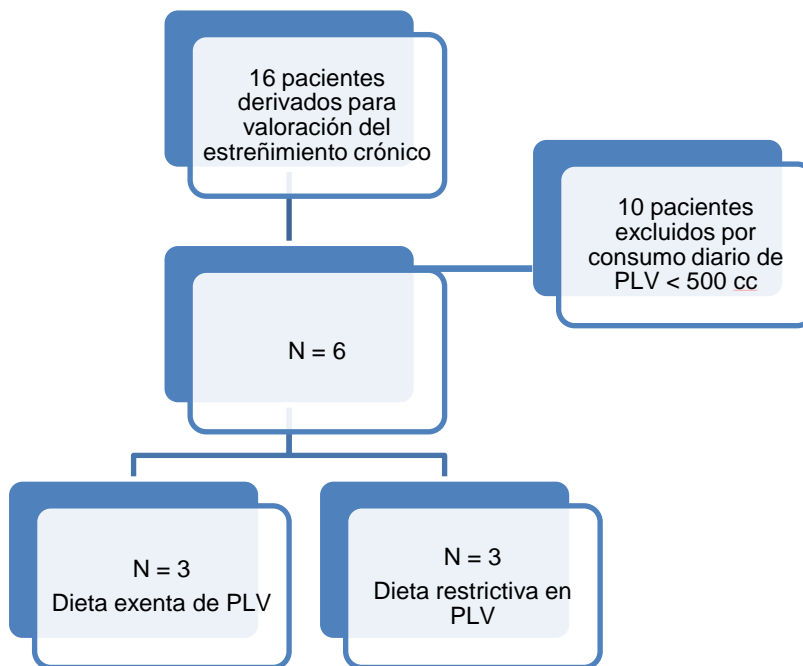 16 pacientes
derivados para
valoración del
estreñimiento crónico
10 pacientes
excluidos por
consumo diario de
PLV < 500 cc
N = 6
N = 3
Dieta exenta de PLV
N = 3
Dieta restrictiva en
PLV